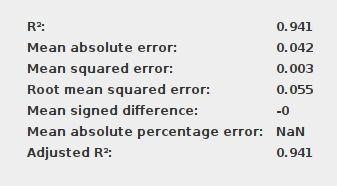 R²: 0.941
Mean absolute error: 0.042
Mean squared error: 0.003
Root mean squared error: 0.055
Mean signed difference: -0
Mean absolute percentage error: NaN
Adjusted R²: 0.941